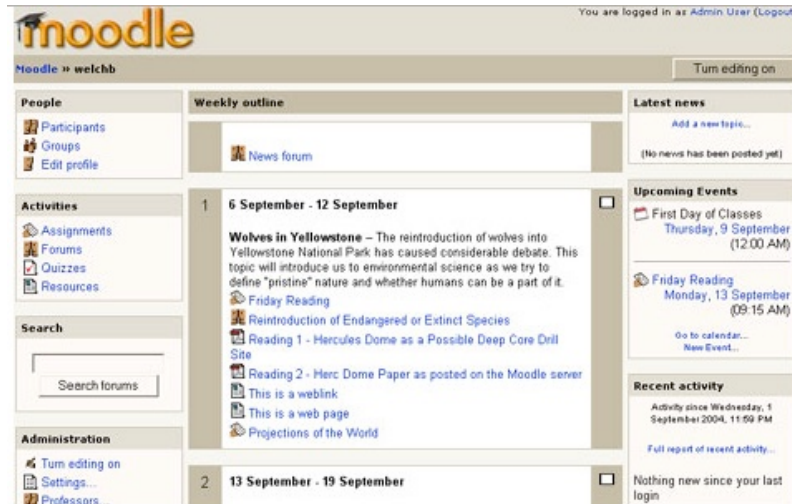 moodle
You are logged in as Admin User (Logout
Moodle » welchb
Turn editing on
People
Participants
Groups
Edit profile
Activities
Assignments
Forums
Quizzes
Resources
Search
Search forums
Administration
Turn editing on
Settings...
Professors...
Weekly outline
News forum
1
6 September - 12 September
Wolves in Yellowstone – The reintroduction of wolves into
Yellowstone National Park has caused considerable debate. This
topic will introduce us to environmental science as we try to
define "pristine" nature and whether humans can be a part of it.
Friday Reading
Reintroduction of Endangered or Extinct Species
Reading 1 - Hercules Dome as a Possible Deep Core Drill
Site
Reading 2 - Herc Dome Paper as posted on the Moodle server
This is a weblink
This is a web page
Projections of the World
2
13 September - 19 September
Latest news
Add a new topic...
(No news has been posted yet)
Upcoming Events
First Day of Classes
Thursday, 9 September
(12:00 AM)
Friday Reading
Monday, 13 September
(09:15 AM)
Go to calendar...
New Event...
Recent activity
Activity since Wednesday, 1
September 2004, 11:59 PM
Full report of recent activity...
Nothing new since your last
login